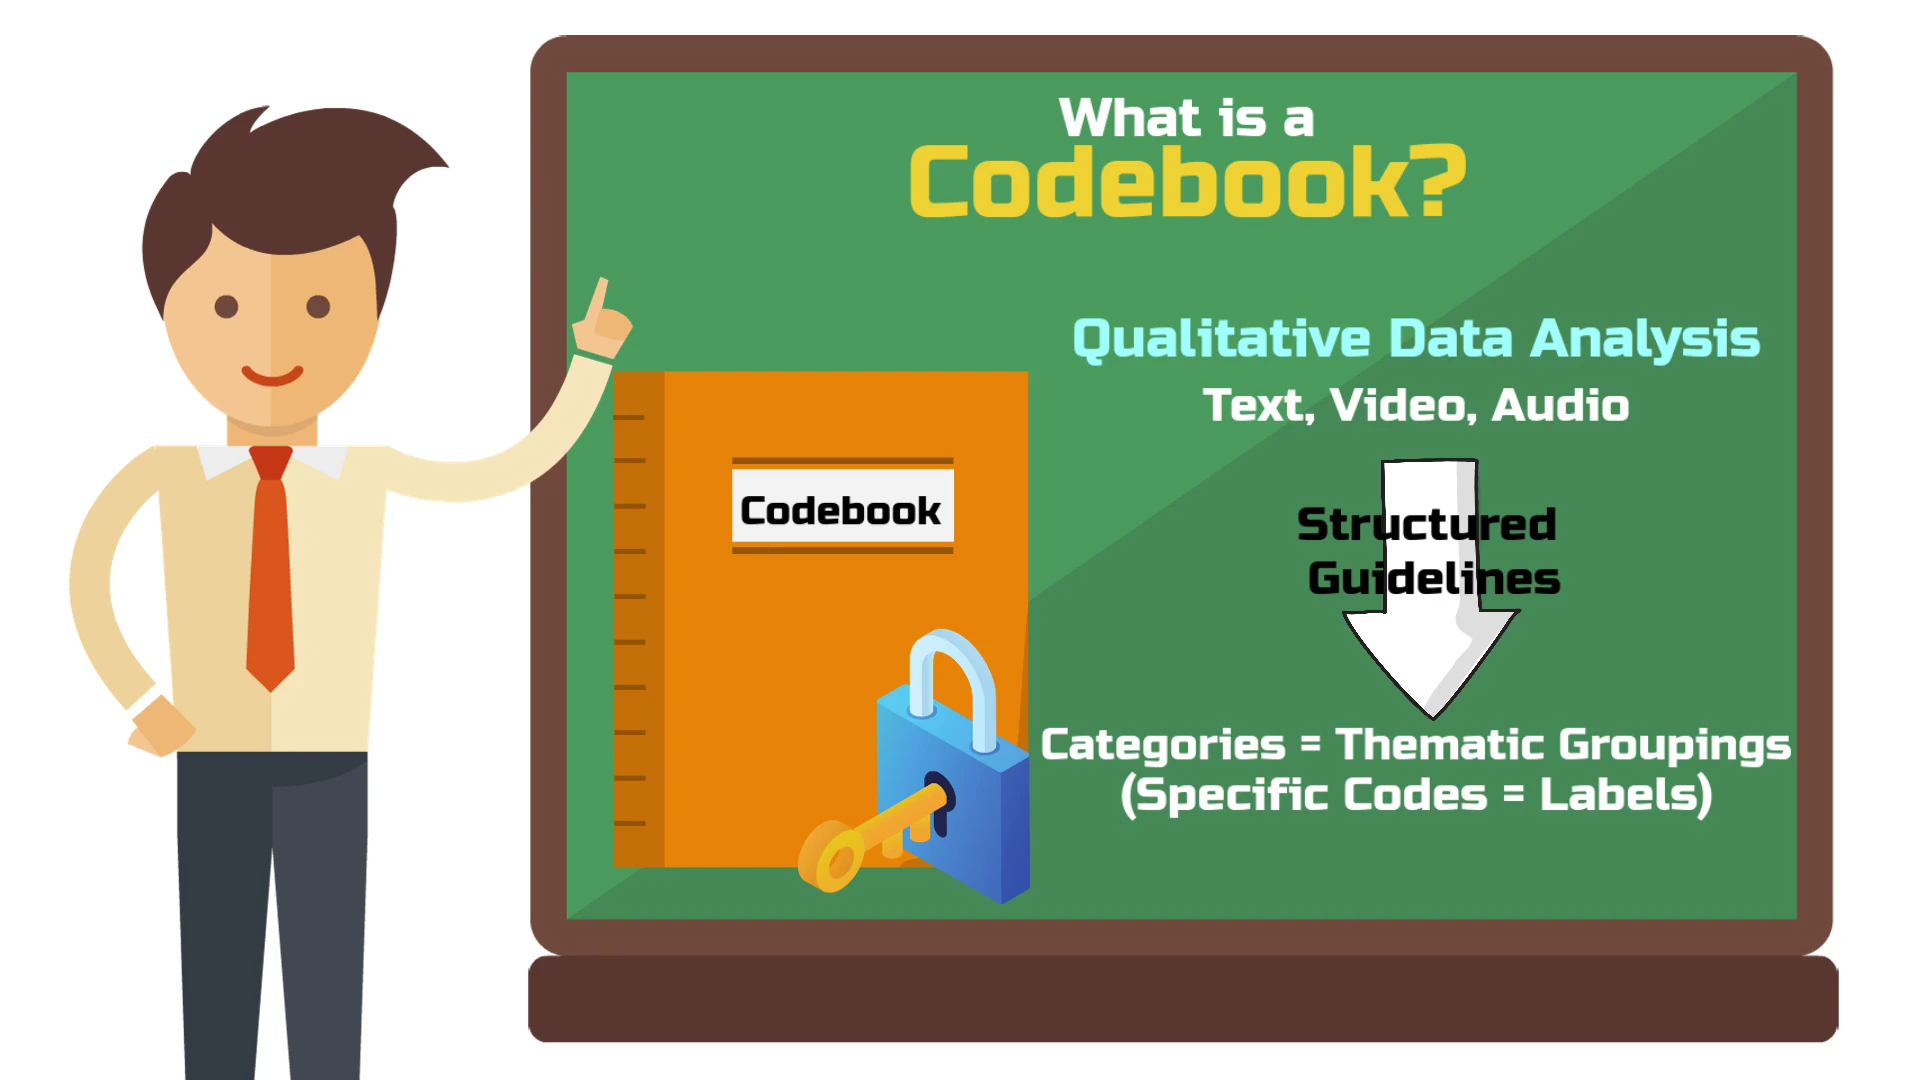 What is a
Codebook?
Qualitative Data Analysis
Text, Video, Audio
Codebook
Structured
Guidelines
Categories = Thematic Groupings
(Specific Codes = Labels)